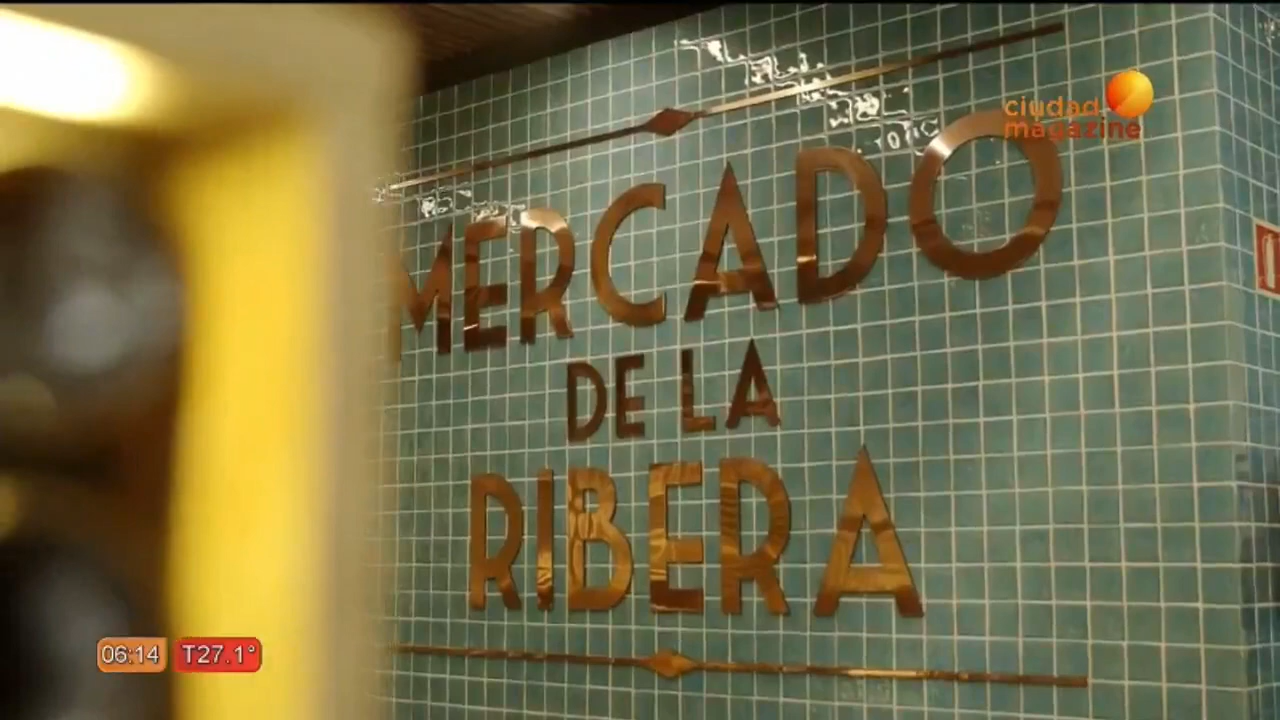 ciudad
magazine
MERCADO
DE LA
RIBERA
06:14 T27.1°